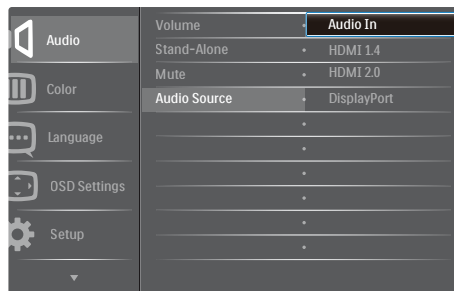 Audio
Color
Language
OSD Settings
Setup
Volume
Stand-Alone
Mute
Audio Source
Audio In
HDMI 1.4
HDMI 2.0
DisplayPort